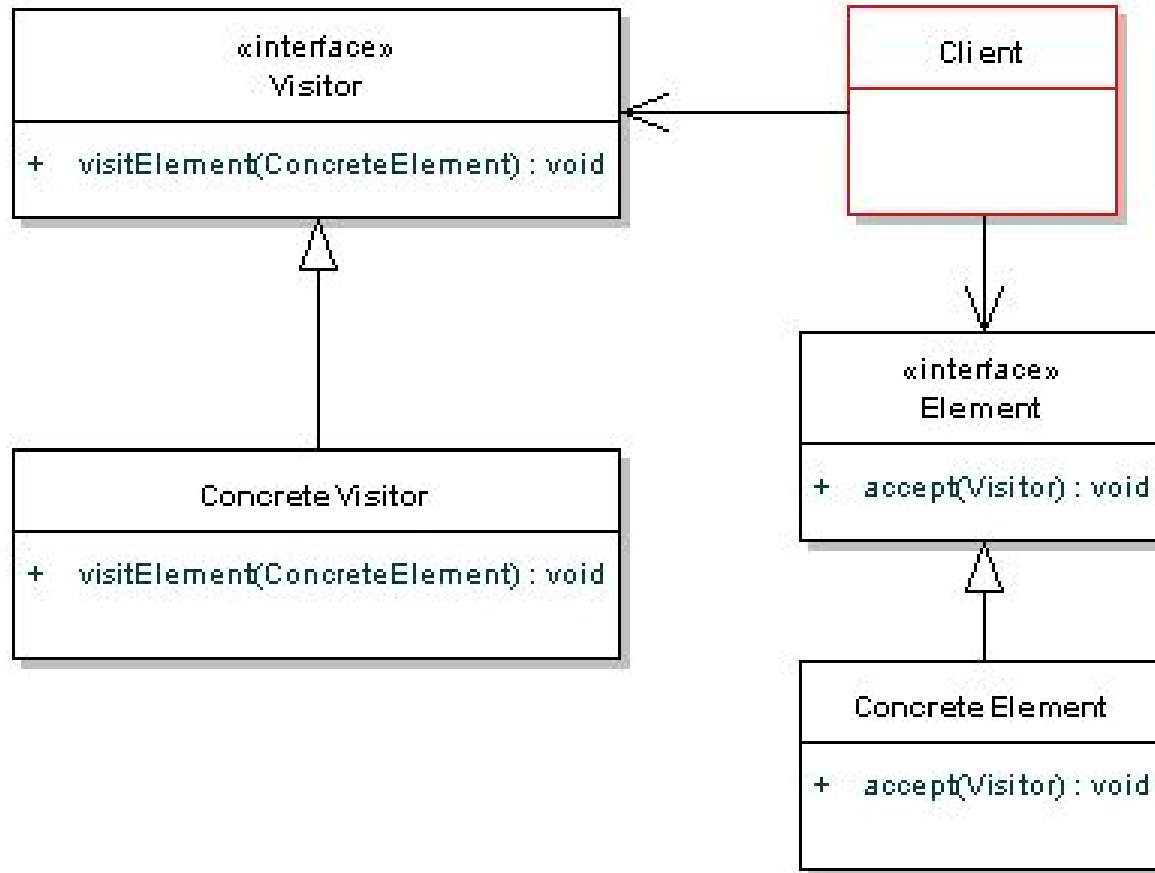 «interface»
Visitor
+ visitElement(ConcreteElement) : void
Client
«interface»
Element
+ accept(Visitor) : void
Concrete Visitor
+ visitElement(ConcreteElement) : void
Concrete Element
+ accept(Visitor) : void